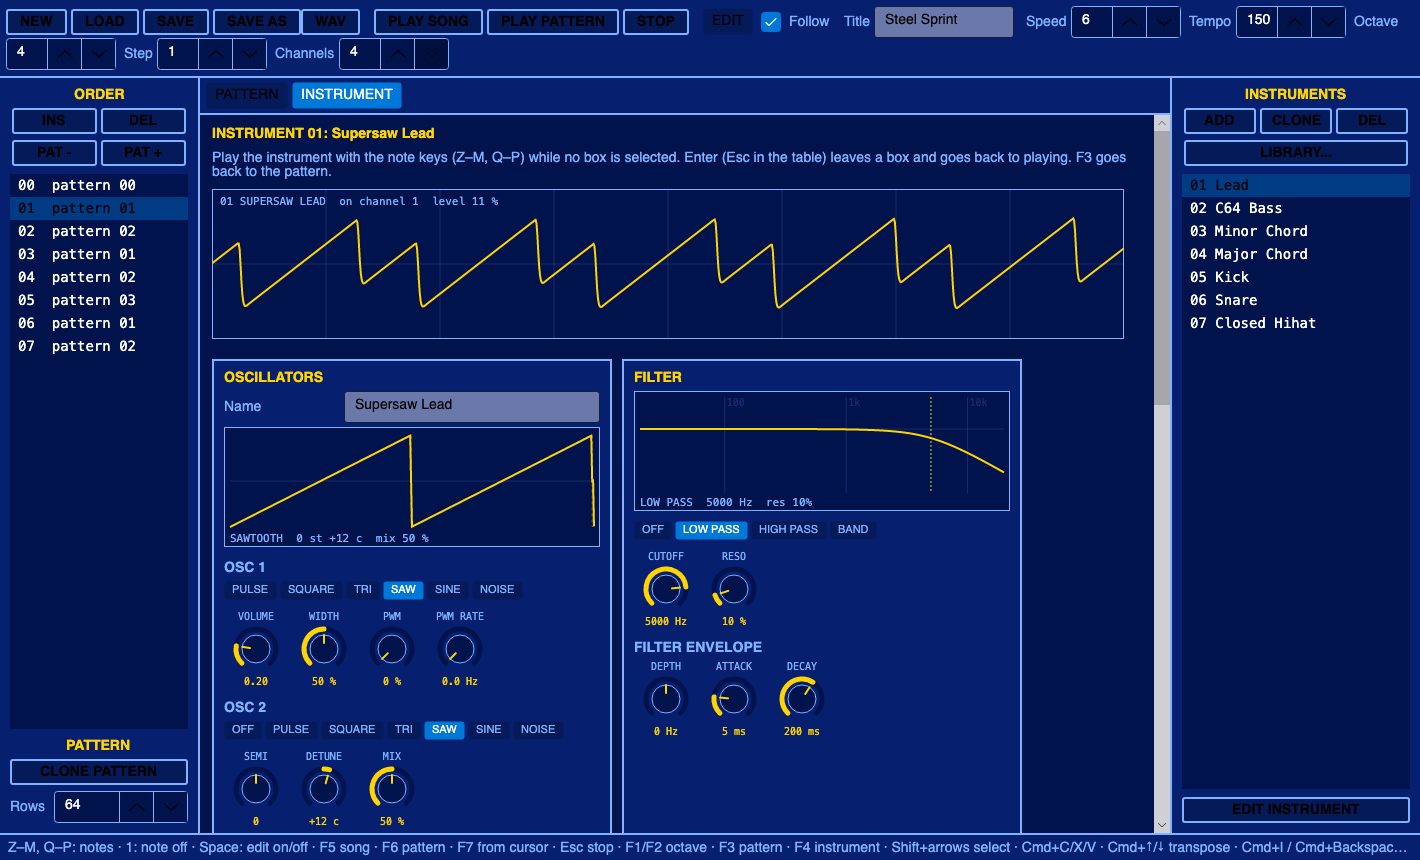 NEW LOAD SAVE SAVE AS WAV PLAY SONG PLAY PATTERN STOP EDIT Follow Title Steel Sprint Speed 6 Tempo 150 Octave
4 Step 1 Channels 4
ORDER
INS DEL
PAT - PAT +
00 pattern 00
01 pattern 01
02 pattern 02
03 pattern 01
04 pattern 02
05 pattern 03
06 pattern 01
07 pattern 02
PATTERN
CLONE PATTERN
Rows 64
PATTERN INSTRUMENT
INSTRUMENT 01: Supersaw Lead
Play the instrument with the note keys (Z–M, Q–P) while no box is selected. Enter (Esc in the table) leaves a box and goes back to playing. F3 goes
back to the pattern.
01 SUPERSAW LEAD on channel 1 level 11 %
OSCILLATORS
Name Supersaw Lead
SAWTOOTH 0 st +12 c mix 50 %
OSC 1
PULSE SQUARE TRI SAW SINE NOISE
VOLUME WIDTH PWM PWM RATE
0.20 50 % 0 % 0.0 Hz
OSC 2
OFF PULSE SQUARE TRI SAW SINE NOISE
SEMI DETUNE MIX
0 +12 c 50 %
FILTER
100 1k 10k
LOW PASS 5000 Hz res 10%
OFF LOW PASS HIGH PASS BAND
CUTOFF RESO
5000 Hz 10 %
FILTER ENVELOPE
DEPTH ATTACK DECAY
0 Hz 5 ms 200 ms
INSTRUMENTS
ADD CLONE DEL
LIBRARY...
01 Lead
02 C64 Bass
03 Minor Chord
04 Major Chord
05 Kick
06 Snare
07 Closed Hihat
EDIT INSTRUMENT
Z–M, Q–P: notes · 1: note off · Space: edit on/off · F5 song · F6 pattern · F7 from cursor · Esc stop · F1/F2 octave · F3 pattern · F4 instrument · Shift+arrows select · Cmd+C/X/V · Cmd+↑/↓ transpose · Cmd+I / Cmd+Backspac...